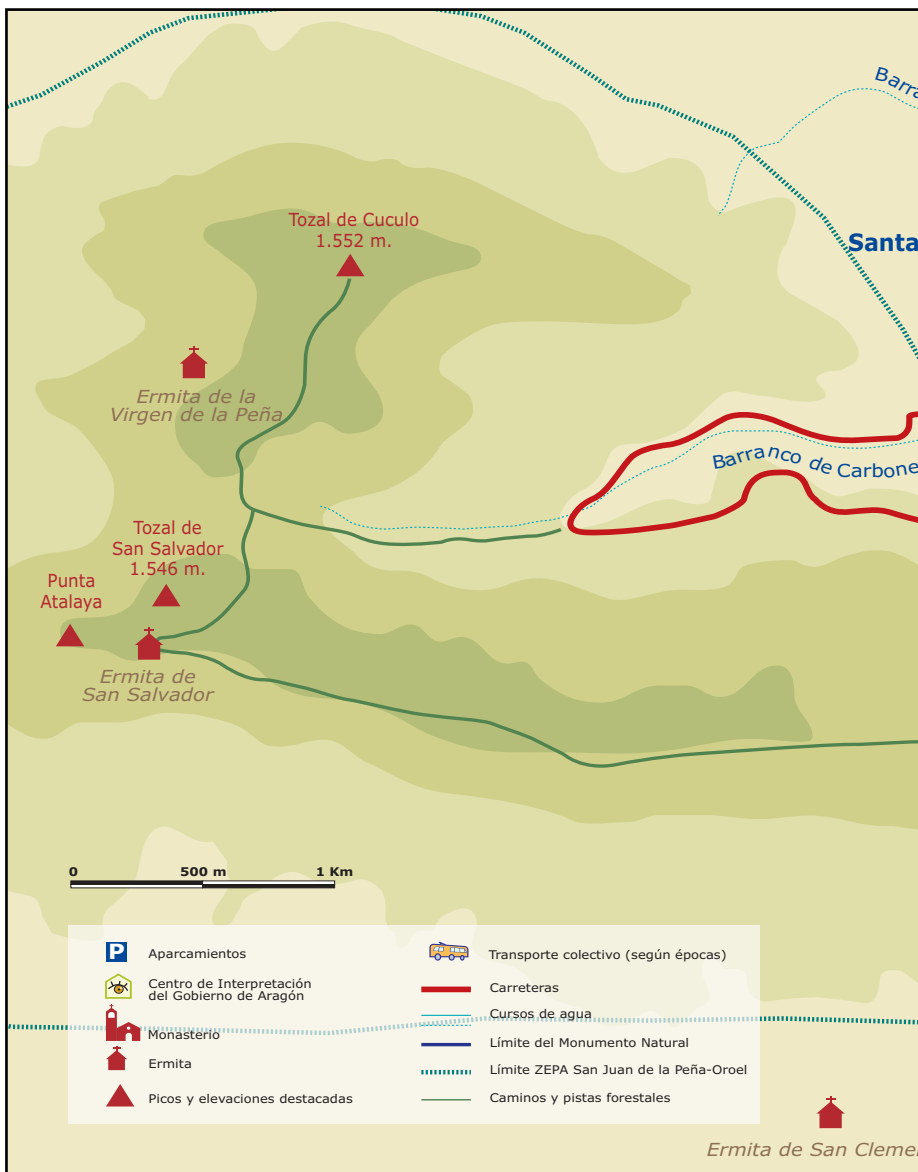 Barra
Tozal de Cuculo
1.552 m.
Santa
Ermita de la
Virgen de la Peña
Barranco de Carbone
Tozal de
San Salvador
1.546 m.
Punta
Atalaya
Ermita de
San Salvador
0 500 m 1 Km
P Aparcamientos
Centro de Interpretación
del Gobierno de Aragón
Monasterio
Ermita
Picos y elevaciones destacadas
Transporte colectivo (según épocas)
Carreteras
Cursos de agua
Límite del Monumento Natural
Límite ZEPA San Juan de la Peña-Oroel
Caminos y pistas forestales
Ermita de San Cleme